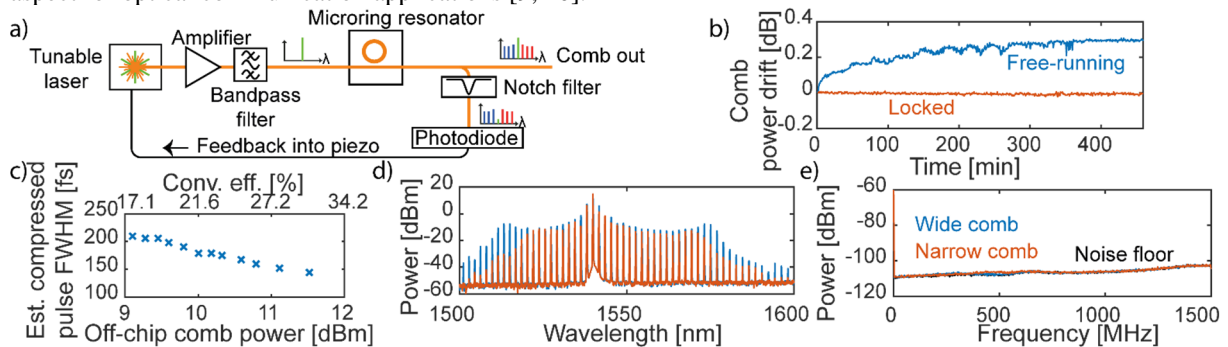 a)
Microring resonator
Tunable
laser
Amplifier
λ
λ
Comb out
Bandpass
filter
Notch filter
λ
Photodiode
Feedback into piezo
b)
Comb
power drift [dB]
0.4
0.2
0
-0.2
Free-running
Locked
0 100 200 300 400
Time [min]
c)
Conv. eff. [%]
17.1 21.6 27.2 34.2
Est. compressed
pulse FWHM [fs]
250
200
150
100
9 10 11 12
Off-chip comb power [dBm]
d)
Power [dBm]
20
0
-20
-60
1500 1550 1600
Wavelength [nm]
e)
Power [dBm]
-60
-80
-100
-120
Wide comb
Narrow comb
Noise floor
0 500 1000 1500
Frequency [MHz]